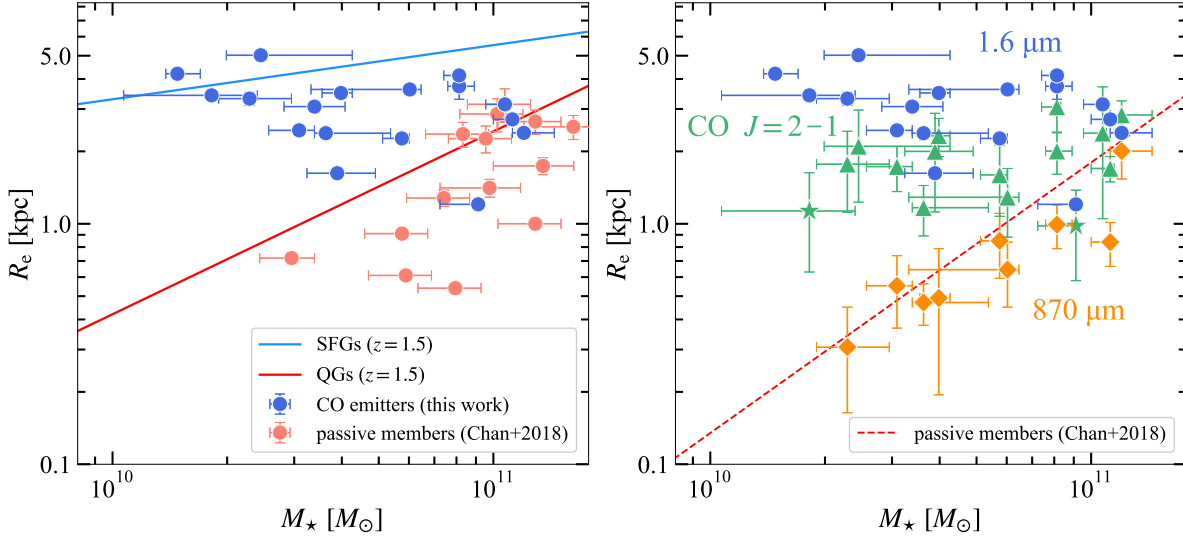 5.0
1.0
0.1
R_e [kpc]
10^10
10^11
M_⋆ [M_⊙]
SFGs (z = 1.5)
QGs (z = 1.5)
CO emitters (this work)
passive members (Chan+2018)
5.0
1.0
0.1
R_e [kpc]
10^10
10^11
M_⋆ [M_⊙]
1.6 μm
CO J = 2 − 1
870 μm
passive members (Chan+2018)